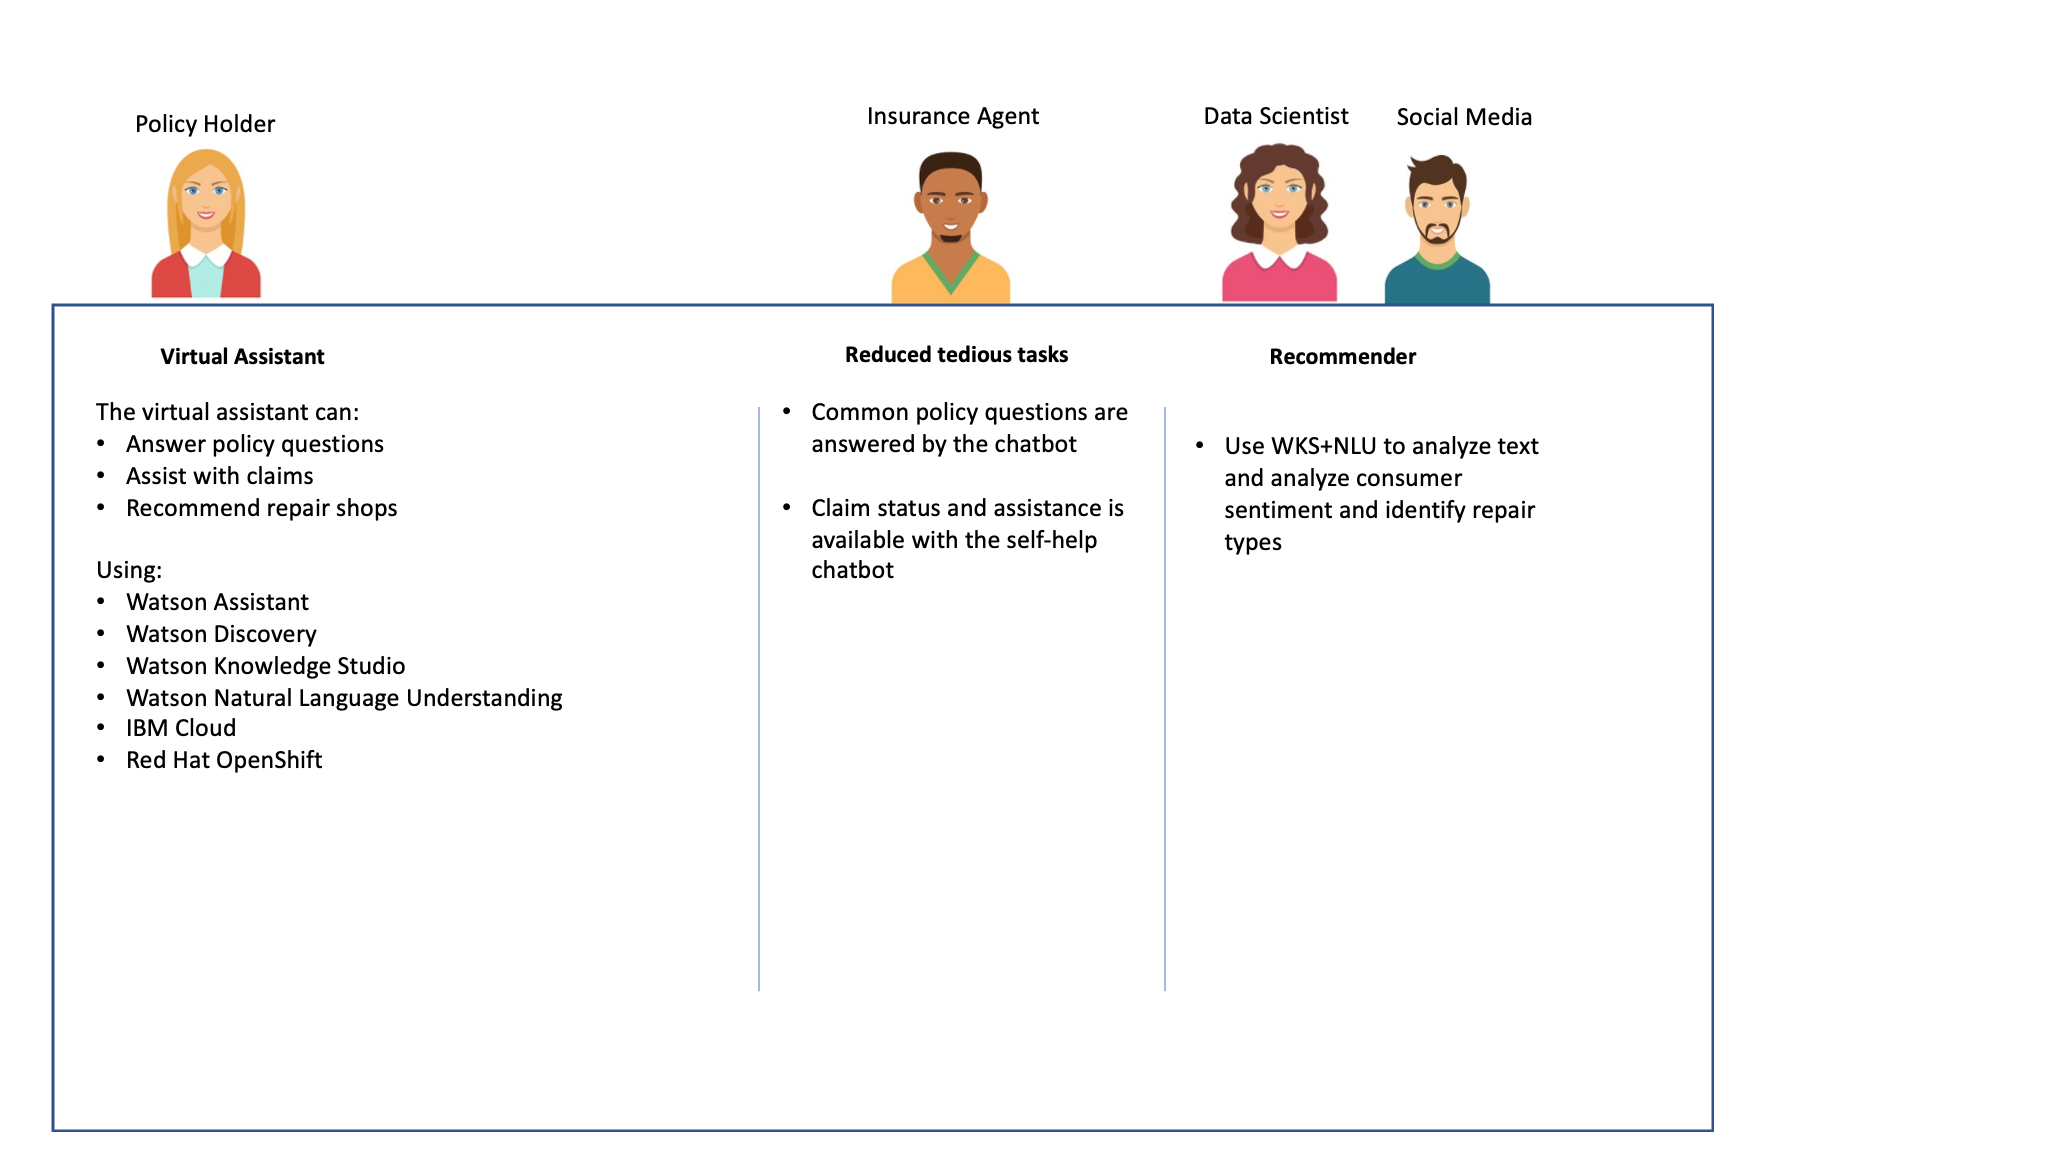 Policy Holder
Insurance Agent
Data Scientist
Social Media
Virtual Assistant
The virtual assistant can:
• Answer policy questions
• Assist with claims
• Recommend repair shops
Using:
• Watson Assistant
• Watson Discovery
• Watson Knowledge Studio
• Watson Natural Language Understanding
• IBM Cloud
• Red Hat OpenShift
Reduced tedious tasks
• Common policy questions are
answered by the chatbot
• Claim status and assistance is
available with the self-help
chatbot
Recommender
• Use WKS+NLU to analyze text
and analyze consumer
sentiment and identify repair
types